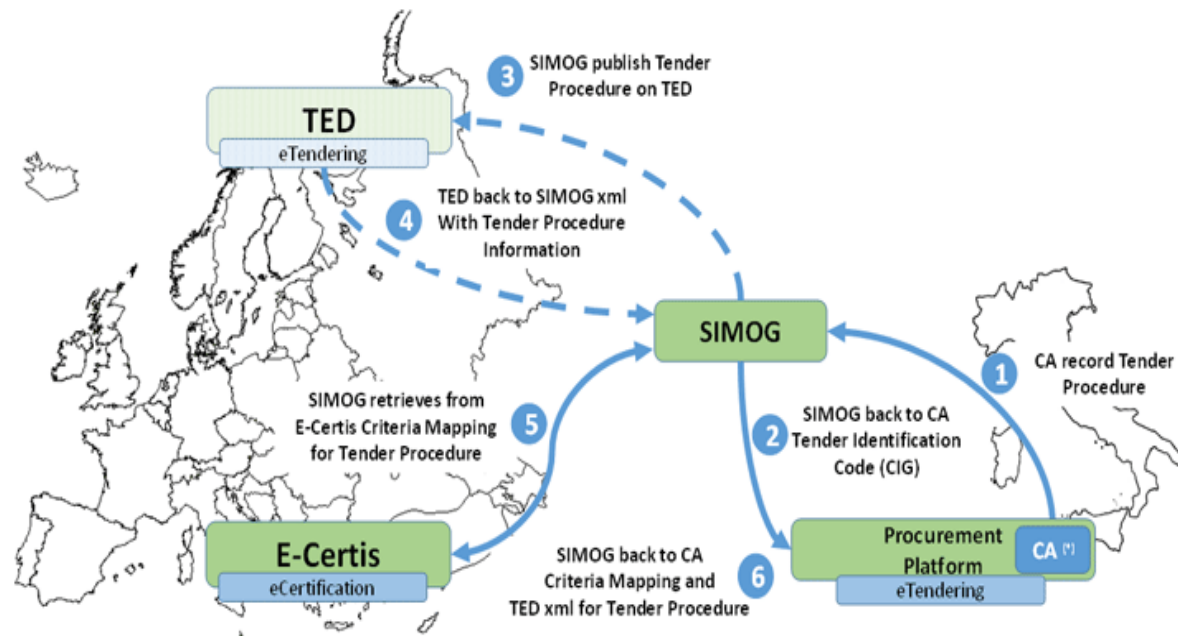 3
SIMOG publish Tender
Procedure on TED
TED
eTendering
4
TED back to SIMOG xml
With Tender Procedure
Information
SIMOG
1
CA record Tender
Procedure
SIMOG retrieves from
E-Certis Criteria Mapping
for Tender Procedure
5
2
SIMOG back to CA
Tender Identification
Code (CIG)
E-Certis
eCertification
SIMOG back to CA
Criteria Mapping and
TED xml for Tender Procedure
6
Procurement
Platform
CA (*)
eTendering